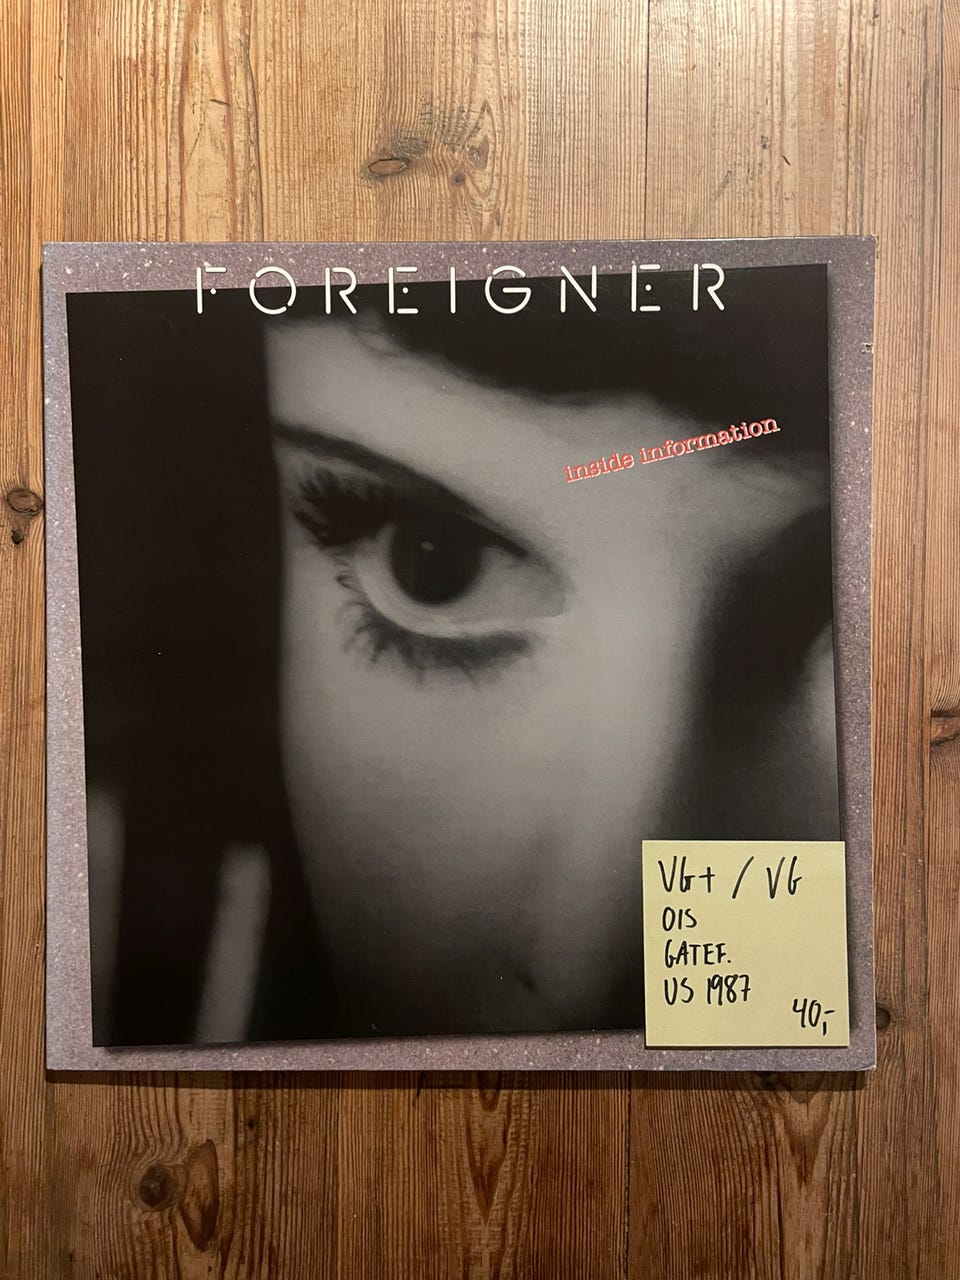 FOREIGNER
inside information
VG+ / VG
OIS
GATEF.
US 1987
40,-